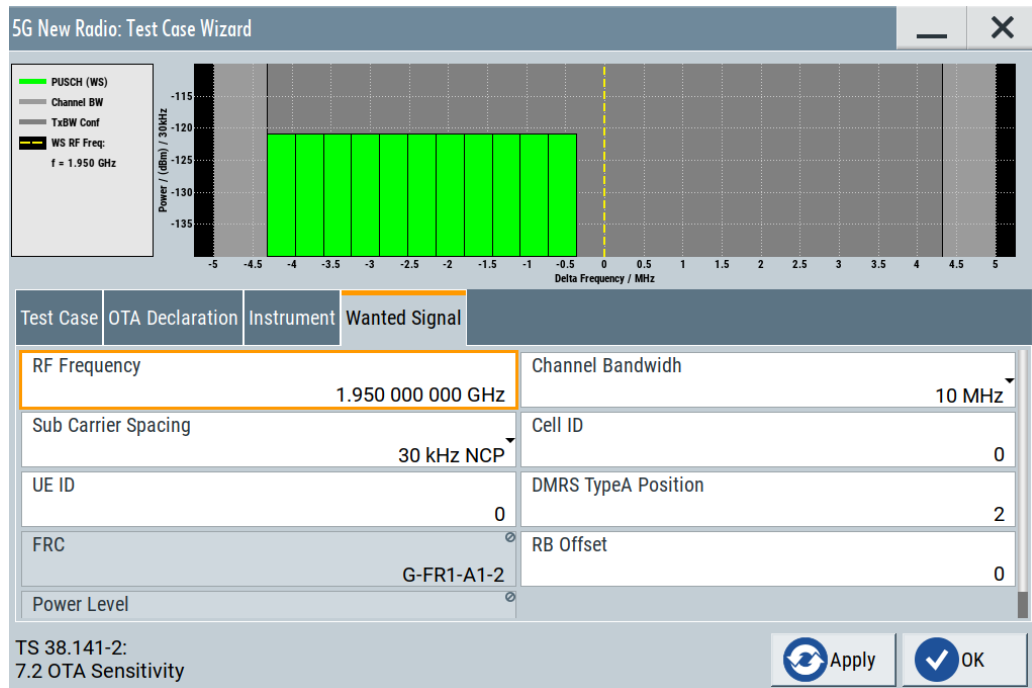 5G New Radio: Test Case Wizard
PUSCH (WS)
Channel BW
TxBW Conf
WS RF Freq:
f = 1.950 GHz
Power / (dBm) / 30kHz
-115
-120
-125
-130
-135
-5 -4.5 -4 -3.5 -3 -2.5 -2 -1.5 -1 -0.5 0 0.5 1 1.5 2 2.5 3 3.5 4 4.5 5
Delta Frequency / MHz
Test Case OTA Declaration Instrument Wanted Signal
RF Frequency
1.950 000 000 GHz
Channel Bandwidh
10 MHz
Sub Carrier Spacing
30 kHz NCP
Cell ID
0
UE ID
0
DMRS TypeA Position
2
FRC
G-FR1-A1-2
RB Offset
0
Power Level
TS 38.141-2:
7.2 OTA Sensitivity
Apply
OK